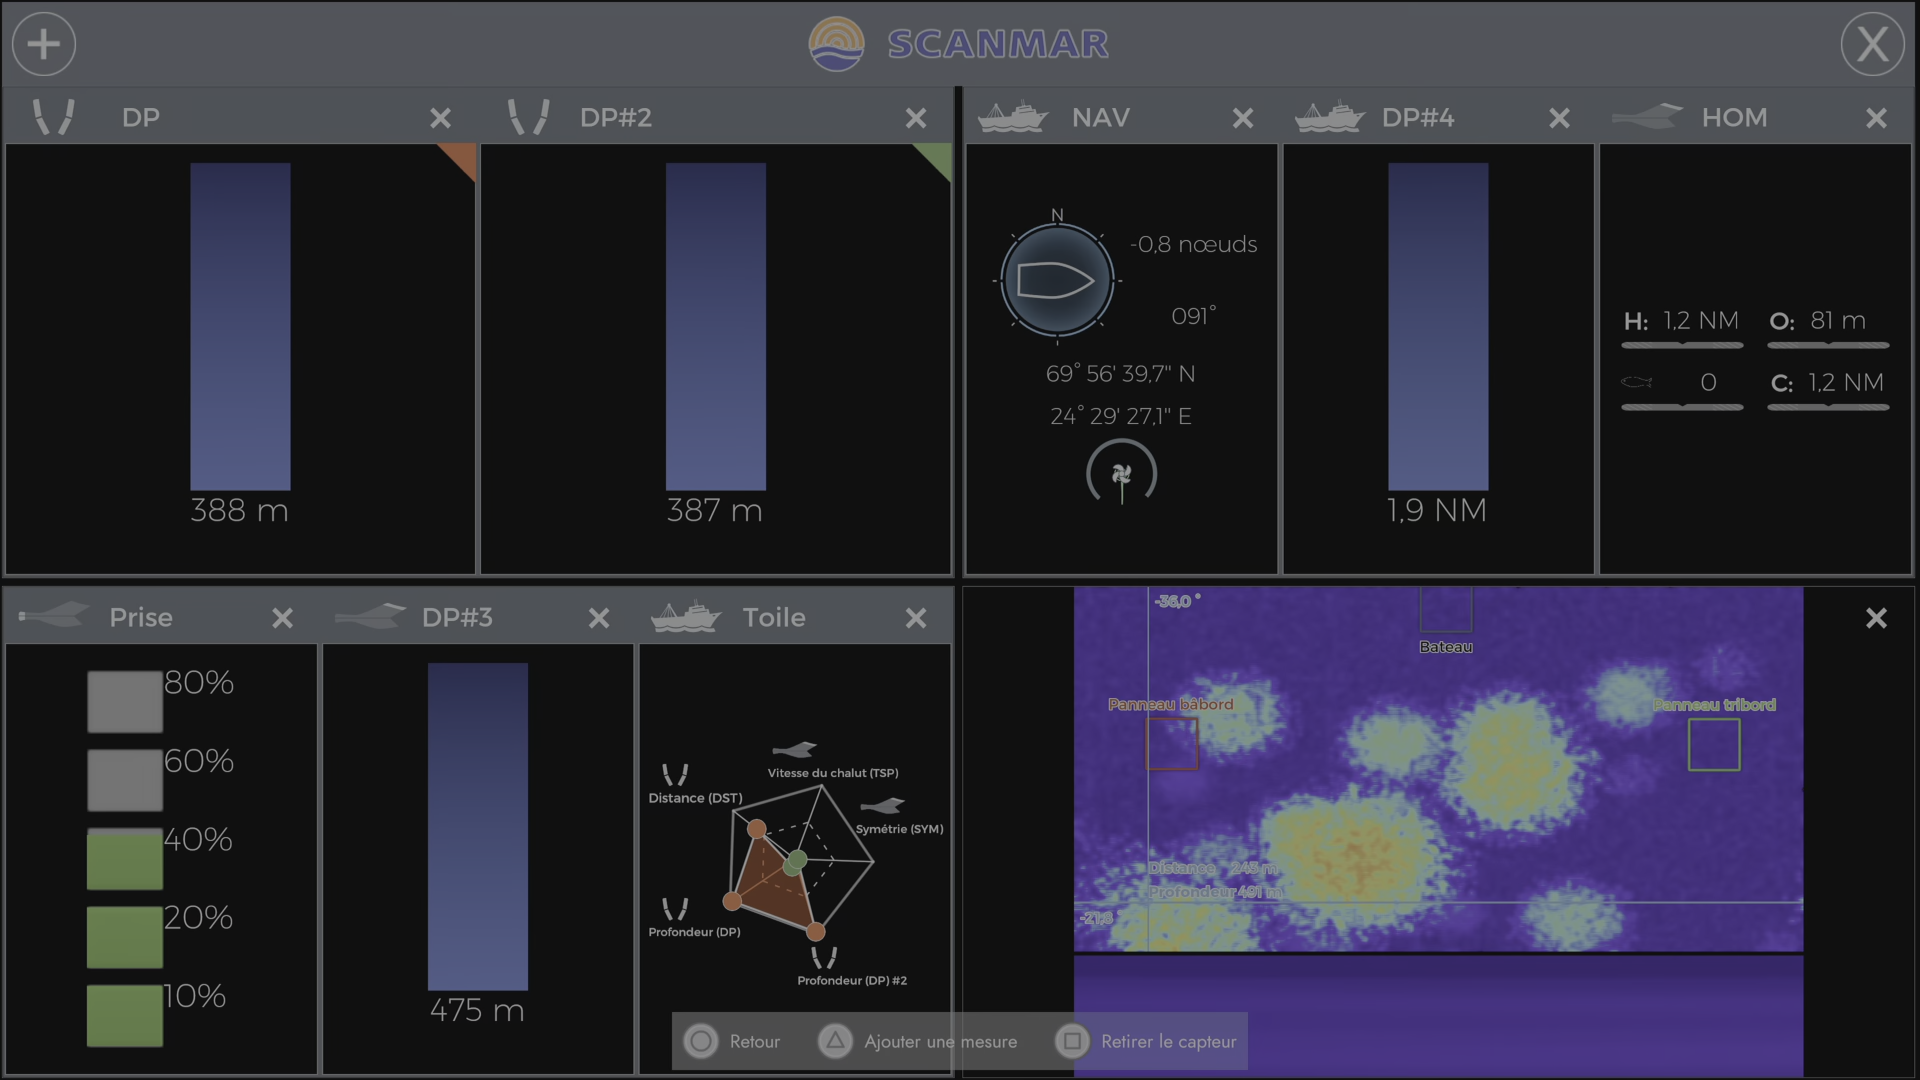 SCANMAR
X
DP
DP#2
NAV
DP#4
HOM
388 m
387 m
N
-0,8 nœuds
091°
69° 56' 39,7" N
24° 29' 27,1" E
1,9 NM
H: 1,2 NM
O: 81 m
0
C: 1,2 NM
Prise
DP#3
Toile
80%
60%
40%
20%
10%
475 m
Vitesse du chalut (TSP)
Distance (DST)
Symétrie (SYM)
Profondeur (DP)
Profondeur (DP) #2
-36,0 °
Bateau
Panneau bâbord
Panneau tribord
Distance 243 m
Profondeur 491 m
-21,8
Retour
Ajouter une mesure
Retirer le capteur